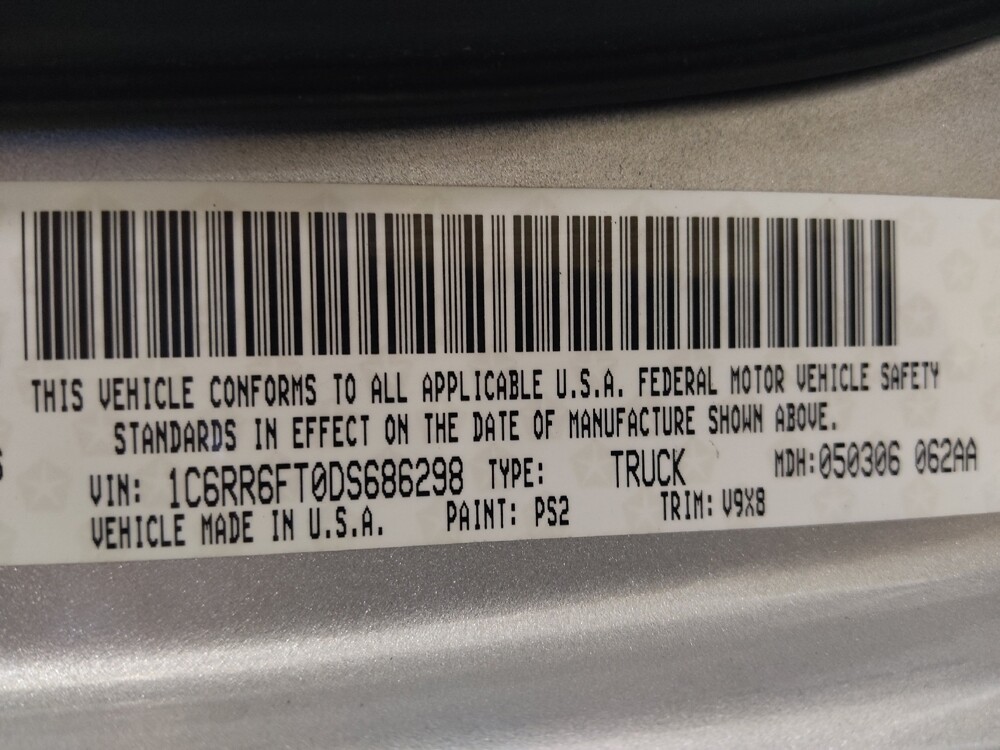 THIS VEHICLE CONFORMS TO ALL APPLICABLE U.S.A. FEDERAL MOTOR VEHICLE SAFETY
STANDARDS IN EFFECT ON THE DATE OF MANUFACTURE SHOWN ABOVE.
VIN: 1C6RR6FT0DS686298 TYPE: TRUCK MDH:050306 062AA
VEHICLE MADE IN U.S.A. PAINT: PS2 TRIM: V9X8